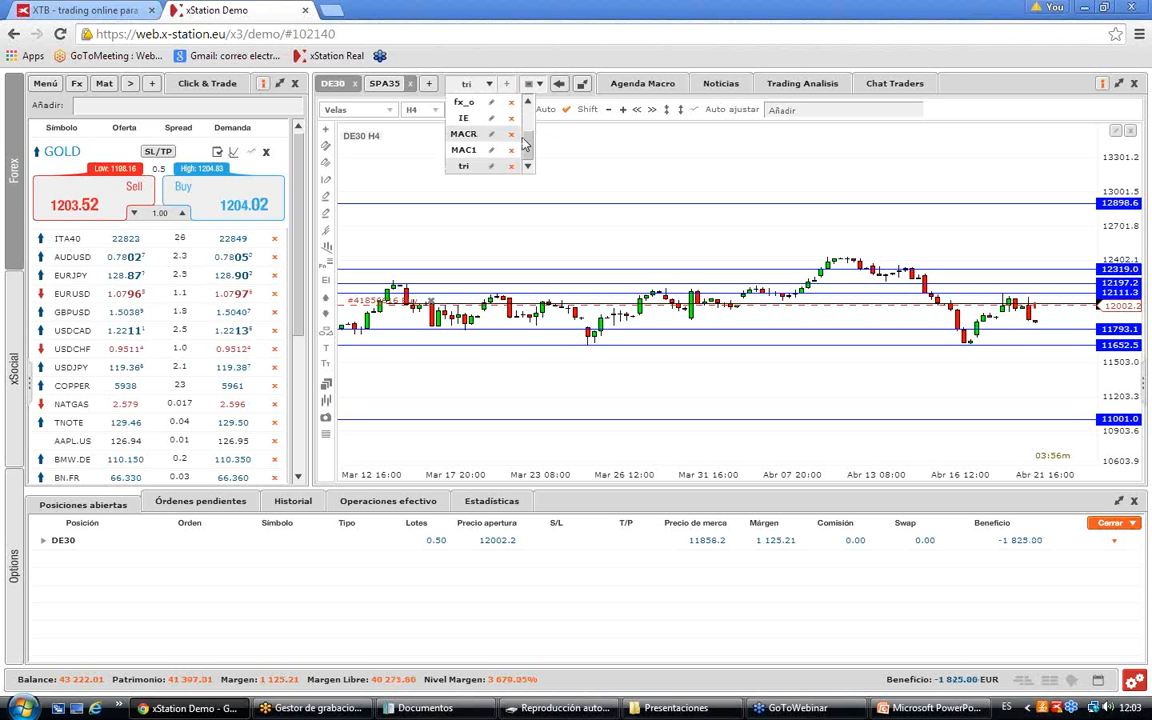 XTB - trading online para
xStation Demo
You
https://web.x-station.eu/x3/demo/#102140
Apps
GoToMeeting : Web...
Gmail: correo electr...
xStation Real
Forex
xSocial
Options
Menú Fx Mat > + Click & Trade
Añadir:
Símbolo Oferta Spread Demanda
GOLD SL/TP
Low: 1198.16 0.5 High: 1204.83
Sell Buy
1203.52 1.00 1204.02
ITA40 22823 26 22849
AUDUSD 0.7802⁷ 2.3 0.7805⁰
EURJPY 128.87⁷ 2.5 128.90²
EURUSD 1.0796³ 1.1 1.0797⁴
GBPUSD 1.5038⁹ 1.8 1.5040⁷
USDCAD 1.2211¹ 2.5 1.2213⁶
USDCHF 0.9511⁴ 1.0 0.9512⁴
USDJPY 119.36⁶ 2.1 119.38⁷
COPPER 5938 23 5961
NATGAS 2.579 0.017 2.596
TNOTE 129.46 0.04 129.50
AAPL.US 126.94 0.01 126.95
BMW.DE 110.150 0.2 110.350
BN.FR 66.330 0.03 66.360
DE30 SPA35 + tri Agenda Macro Noticias Trading Analisis Chat Traders
Velas H4 Auto Shift Auto ajustar Añadir
fx_o
IE
MACR
MAC1
tri
DE30 H4
13301.2
13001.5
12898.6
12701.8
12402.1
12319.0
12197.2
12111.3
12002.2
11793.1
11652.5
11503.0
11203.3
11001.0
10903.6
10603.9
03:56m
Mar 12 16:00 Mar 17 20:00 Mar 23 08:00 Mar 26 16:00 Mar 31 16:00 Abr 07 20:00 Abr 13 08:00 Abr 16 12:00 Abr 21 16:00
Posiciones abiertas Órdenes pendientes Historial Operaciones efectivo Estadísticas
Posición Orden Símbolo Tipo Lotes Precio apertura S/L T/P Precio de merca Márgen Comisión Swap Beneficio Cerrar
DE30 0.50 12002.2 11856.2 1 125.21 0.00 0.00 -1 825.00
Balance: 43 222.01 Patrimonio: 41 397.01 Margen: 1 125.21 Margen Libre: 40 271.80 Nivel Margen: 3 679.05% Beneficio: -1 825.00 EUR
xStation Demo - G...
Gestor de grabacio...
Documentos
Reproducción auto...
Presentaciones
GoToWebinar
Microsoft PowerPo...
ES
12:03